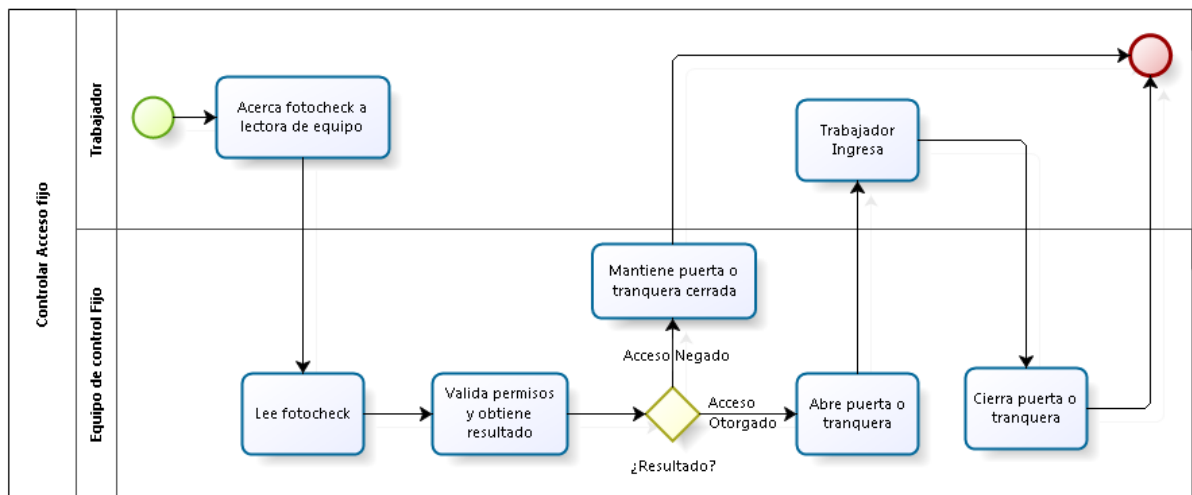 Controlar Acceso fijo
Trabajador
Acerca fotocheck a
lectora de equipo
Trabajador
Ingresa
Equipo de control Fijo
Mantiene puerta o
tranquera cerrada
Acceso Negado
Lee fotocheck
Valida permisos
y obtiene
resultado
¿Resultado?
Acceso
Otorgado
Abre puerta o
tranquera
Cierra puerta o
tranquera